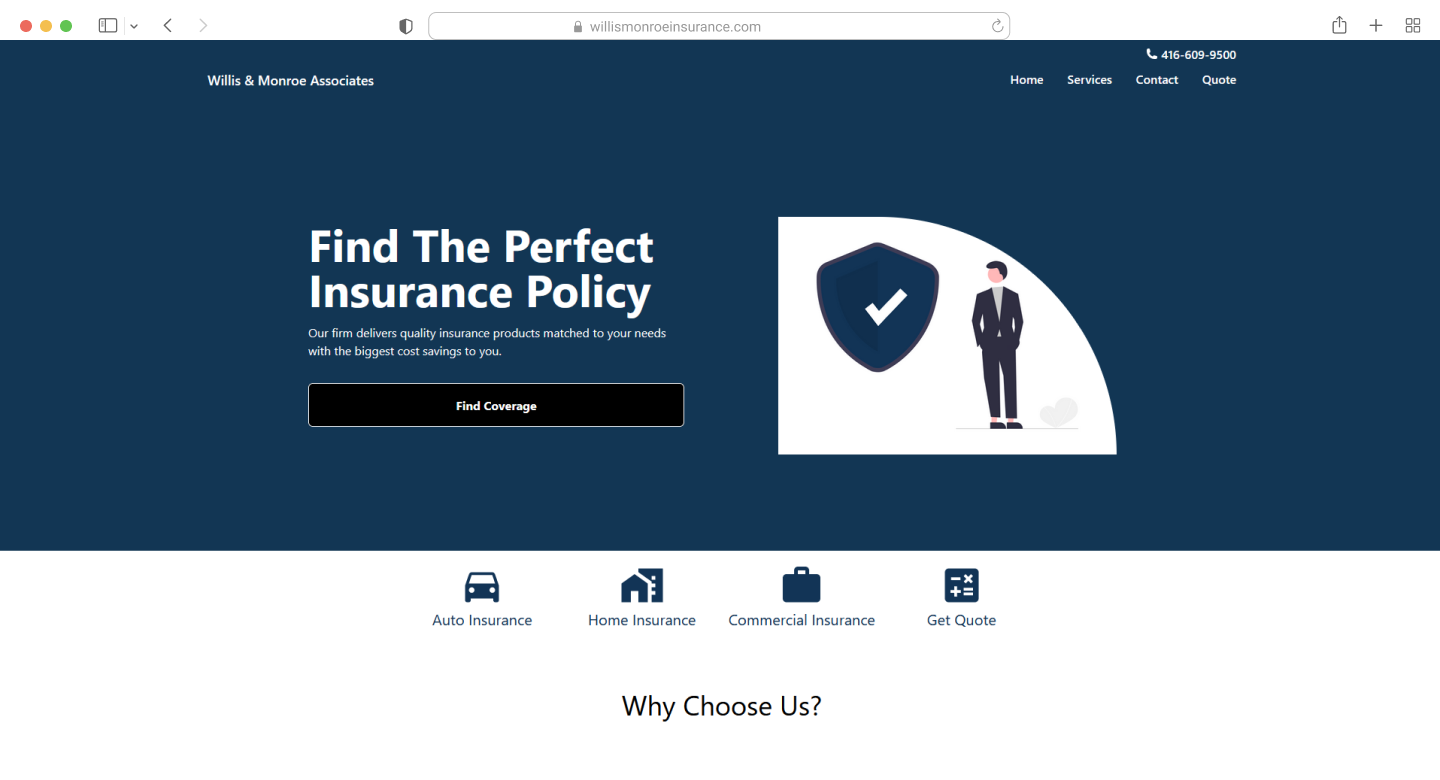 willismonroeinsurance.com
416-609-9500
Willis & Monroe Associates
Home Services Contact Quote
Find The Perfect
Insurance Policy
Our firm delivers quality insurance products matched to your needs
with the biggest cost savings to you.
Find Coverage
Auto Insurance Home Insurance Commercial Insurance Get Quote
Why Choose Us?